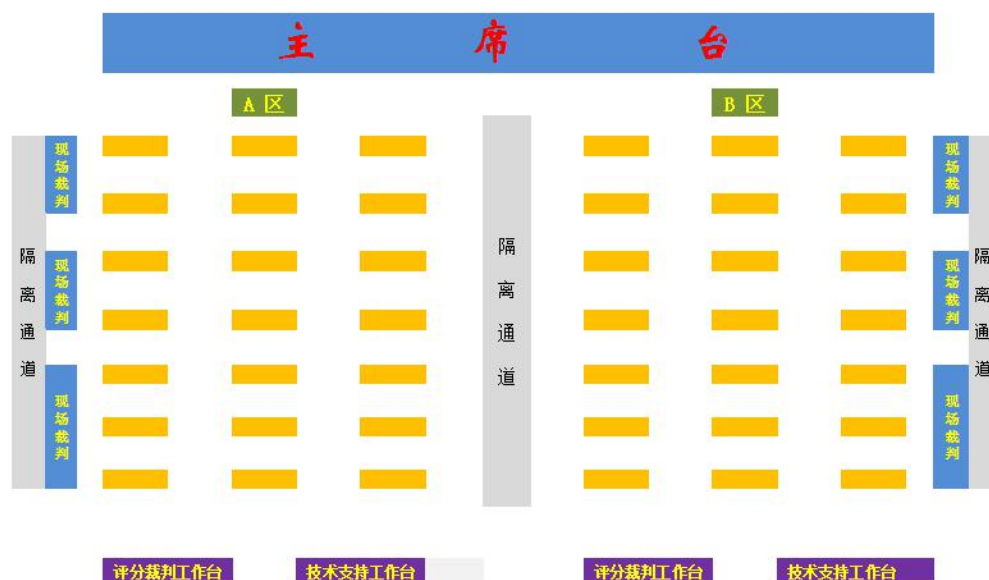 主席台
A 区
B 区
现场裁判
现场裁判
现场裁判
隔离通道
隔离通道
现场裁判
现场裁判
现场裁判
隔离通道
评分裁判工作台
技术支持工作台
评分裁判工作台
技术支持工作台